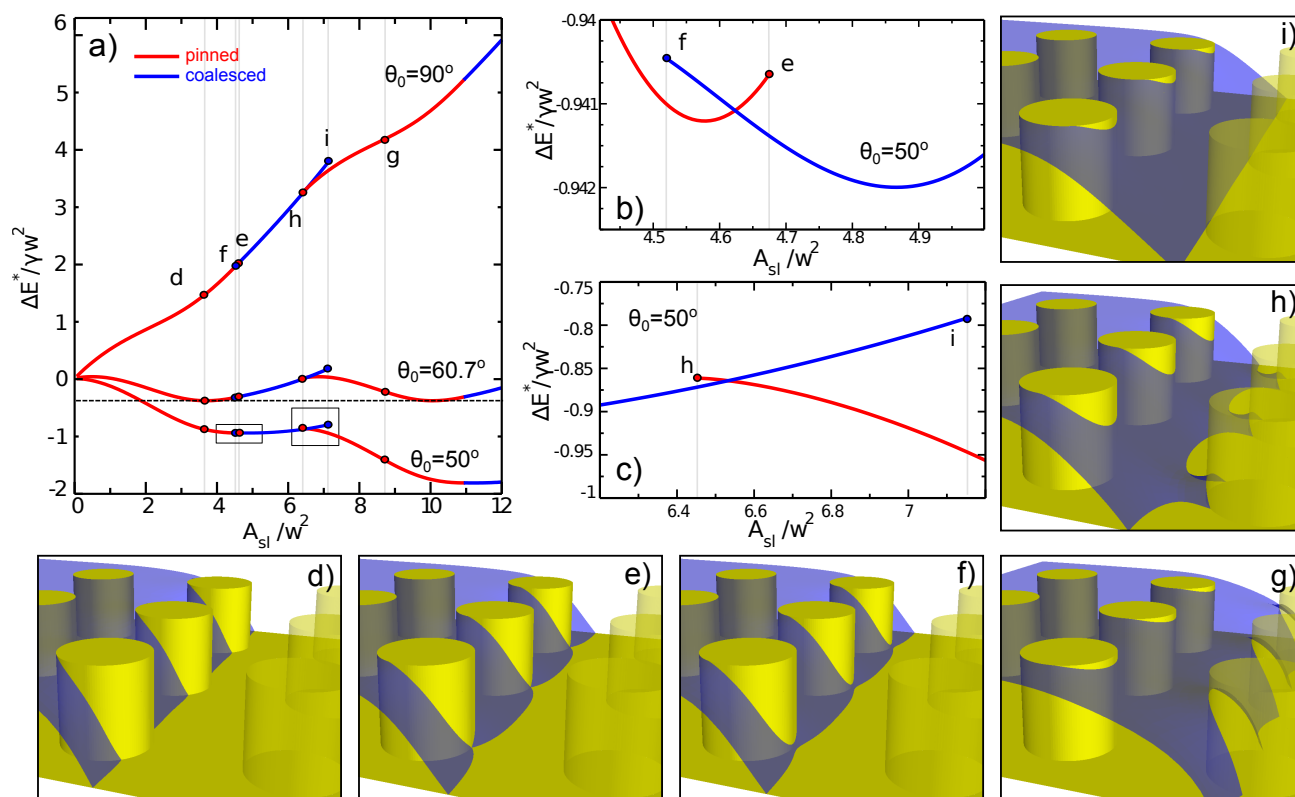 a)
pinned
coalesced
θ₀=90°
θ₀=60.7°
θ₀=50°
d
f
e
h
i
g
6
5
4
3
2
1
0
-1
-2
0
2
4
6
8
10
12
ΔE*/γw²
A_sl/w²
b)
f
e
θ₀=50°
-0.94
-0.941
-0.942
4.5
4.6
4.7
4.8
4.9
ΔE*/γw²
A_sl/w²
c)
θ₀=50°
h
i
-0.75
-0.8
-0.85
-0.9
-0.95
-1
6.4
6.6
6.8
7
ΔE*/γw²
A_sl/w²
i)
h)
d)
e)
f)
g)